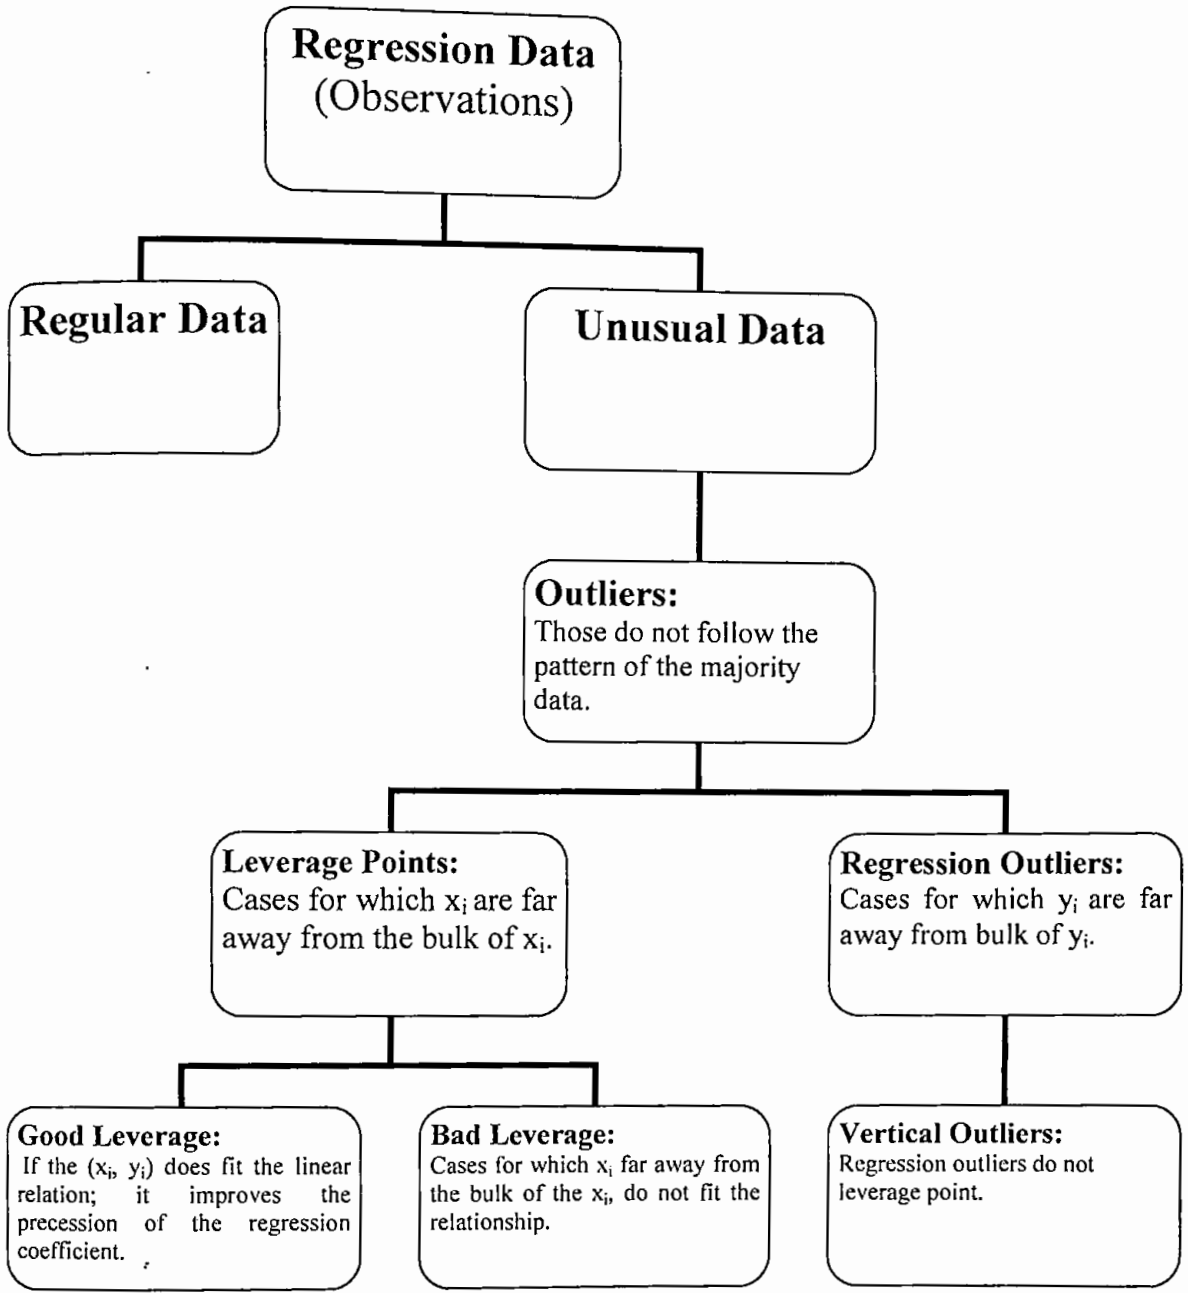 Regression Data
(Observations)
Regular Data
Unusual Data
Outliers:
Those do not follow the
pattern of the majority
data.
Leverage Points:
Cases for which xᵢ are far
away from the bulk of xᵢ.
Regression Outliers:
Cases for which yᵢ are far
away from bulk of yᵢ.
Good Leverage:
If the (xᵢ, yᵢ) does fit the linear
relation; it improves the
precession of the regression
coefficient.
Bad Leverage:
Cases for which xᵢ far away from
the bulk of the xᵢ, do not fit the
relationship.
Vertical Outliers:
Regression outliers do not
leverage point.